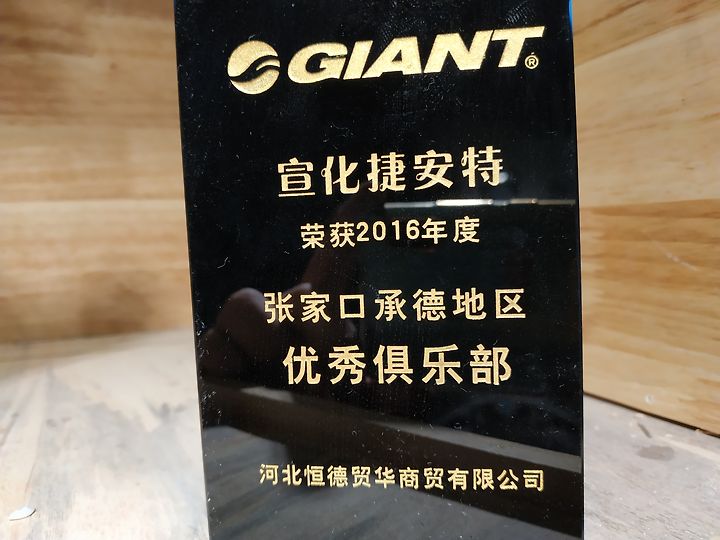 GIANT®
宣化捷安特
荣获2016年度
张家口承德地区
优秀俱乐部
河北恒德贸华商贸有限公司